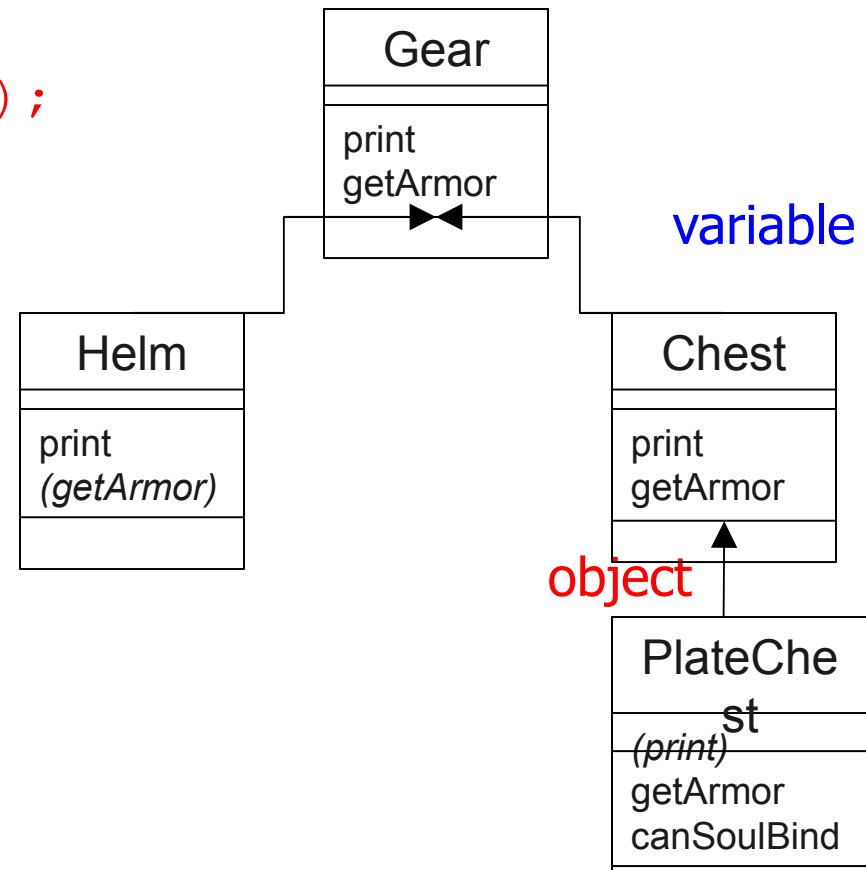 Gear
) ;
print
getArmor
variable
Helm
Chest
print
(getArmor)
print
getArmor
object
PlateChe
st
(print)
getArmor
canSoulBind